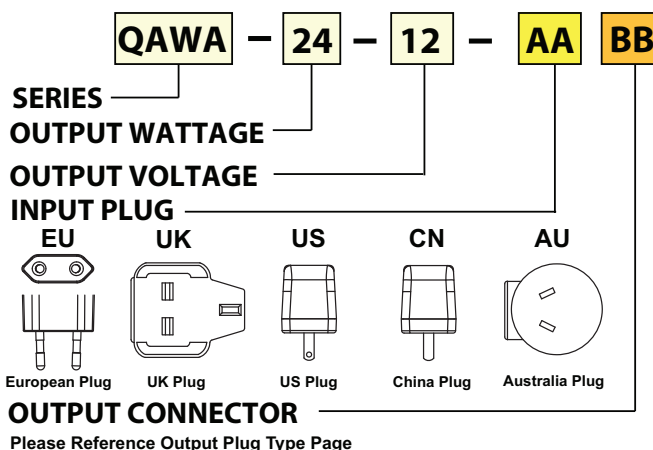 QAWA – 24 – 12 – AA BB
SERIES
OUTPUT WATTAGE
OUTPUT VOLTAGE
INPUT PLUG
EU UK US CN AU
European Plug UK Plug US Plug China Plug Australia Plug
OUTPUT CONNECTOR
Please Reference Output Plug Type Page